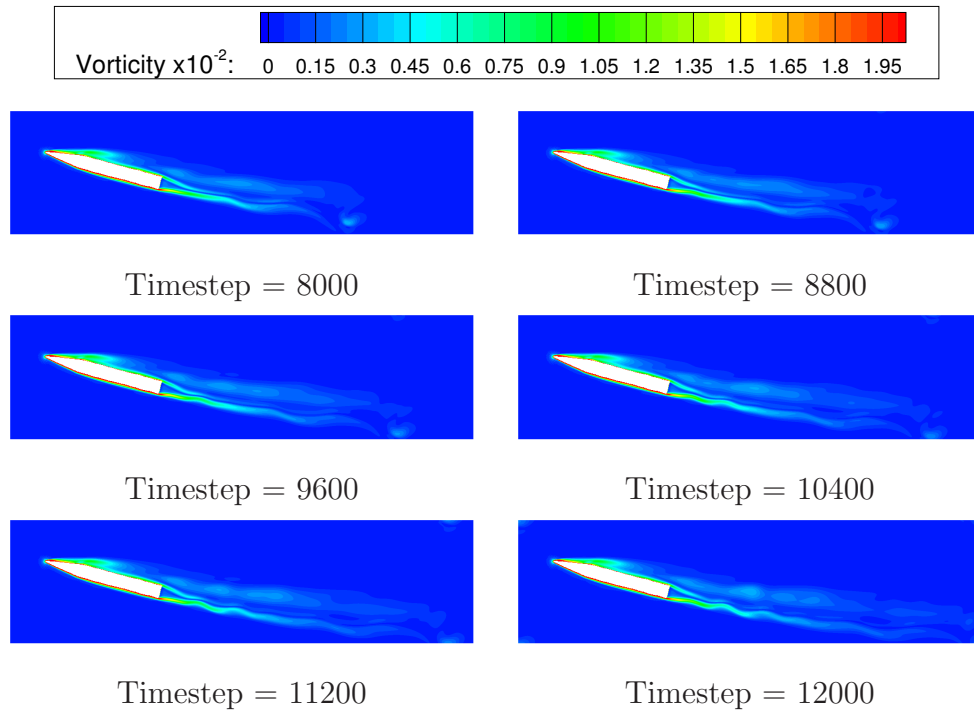 Vorticity x10-2: 0 0.15 0.3 0.45 0.6 0.75 0.9 1.05 1.2 1.35 1.5 1.65 1.8 1.95
Timestep = 8000
Timestep = 8800
Timestep = 9600
Timestep = 10400
Timestep = 11200
Timestep = 12000